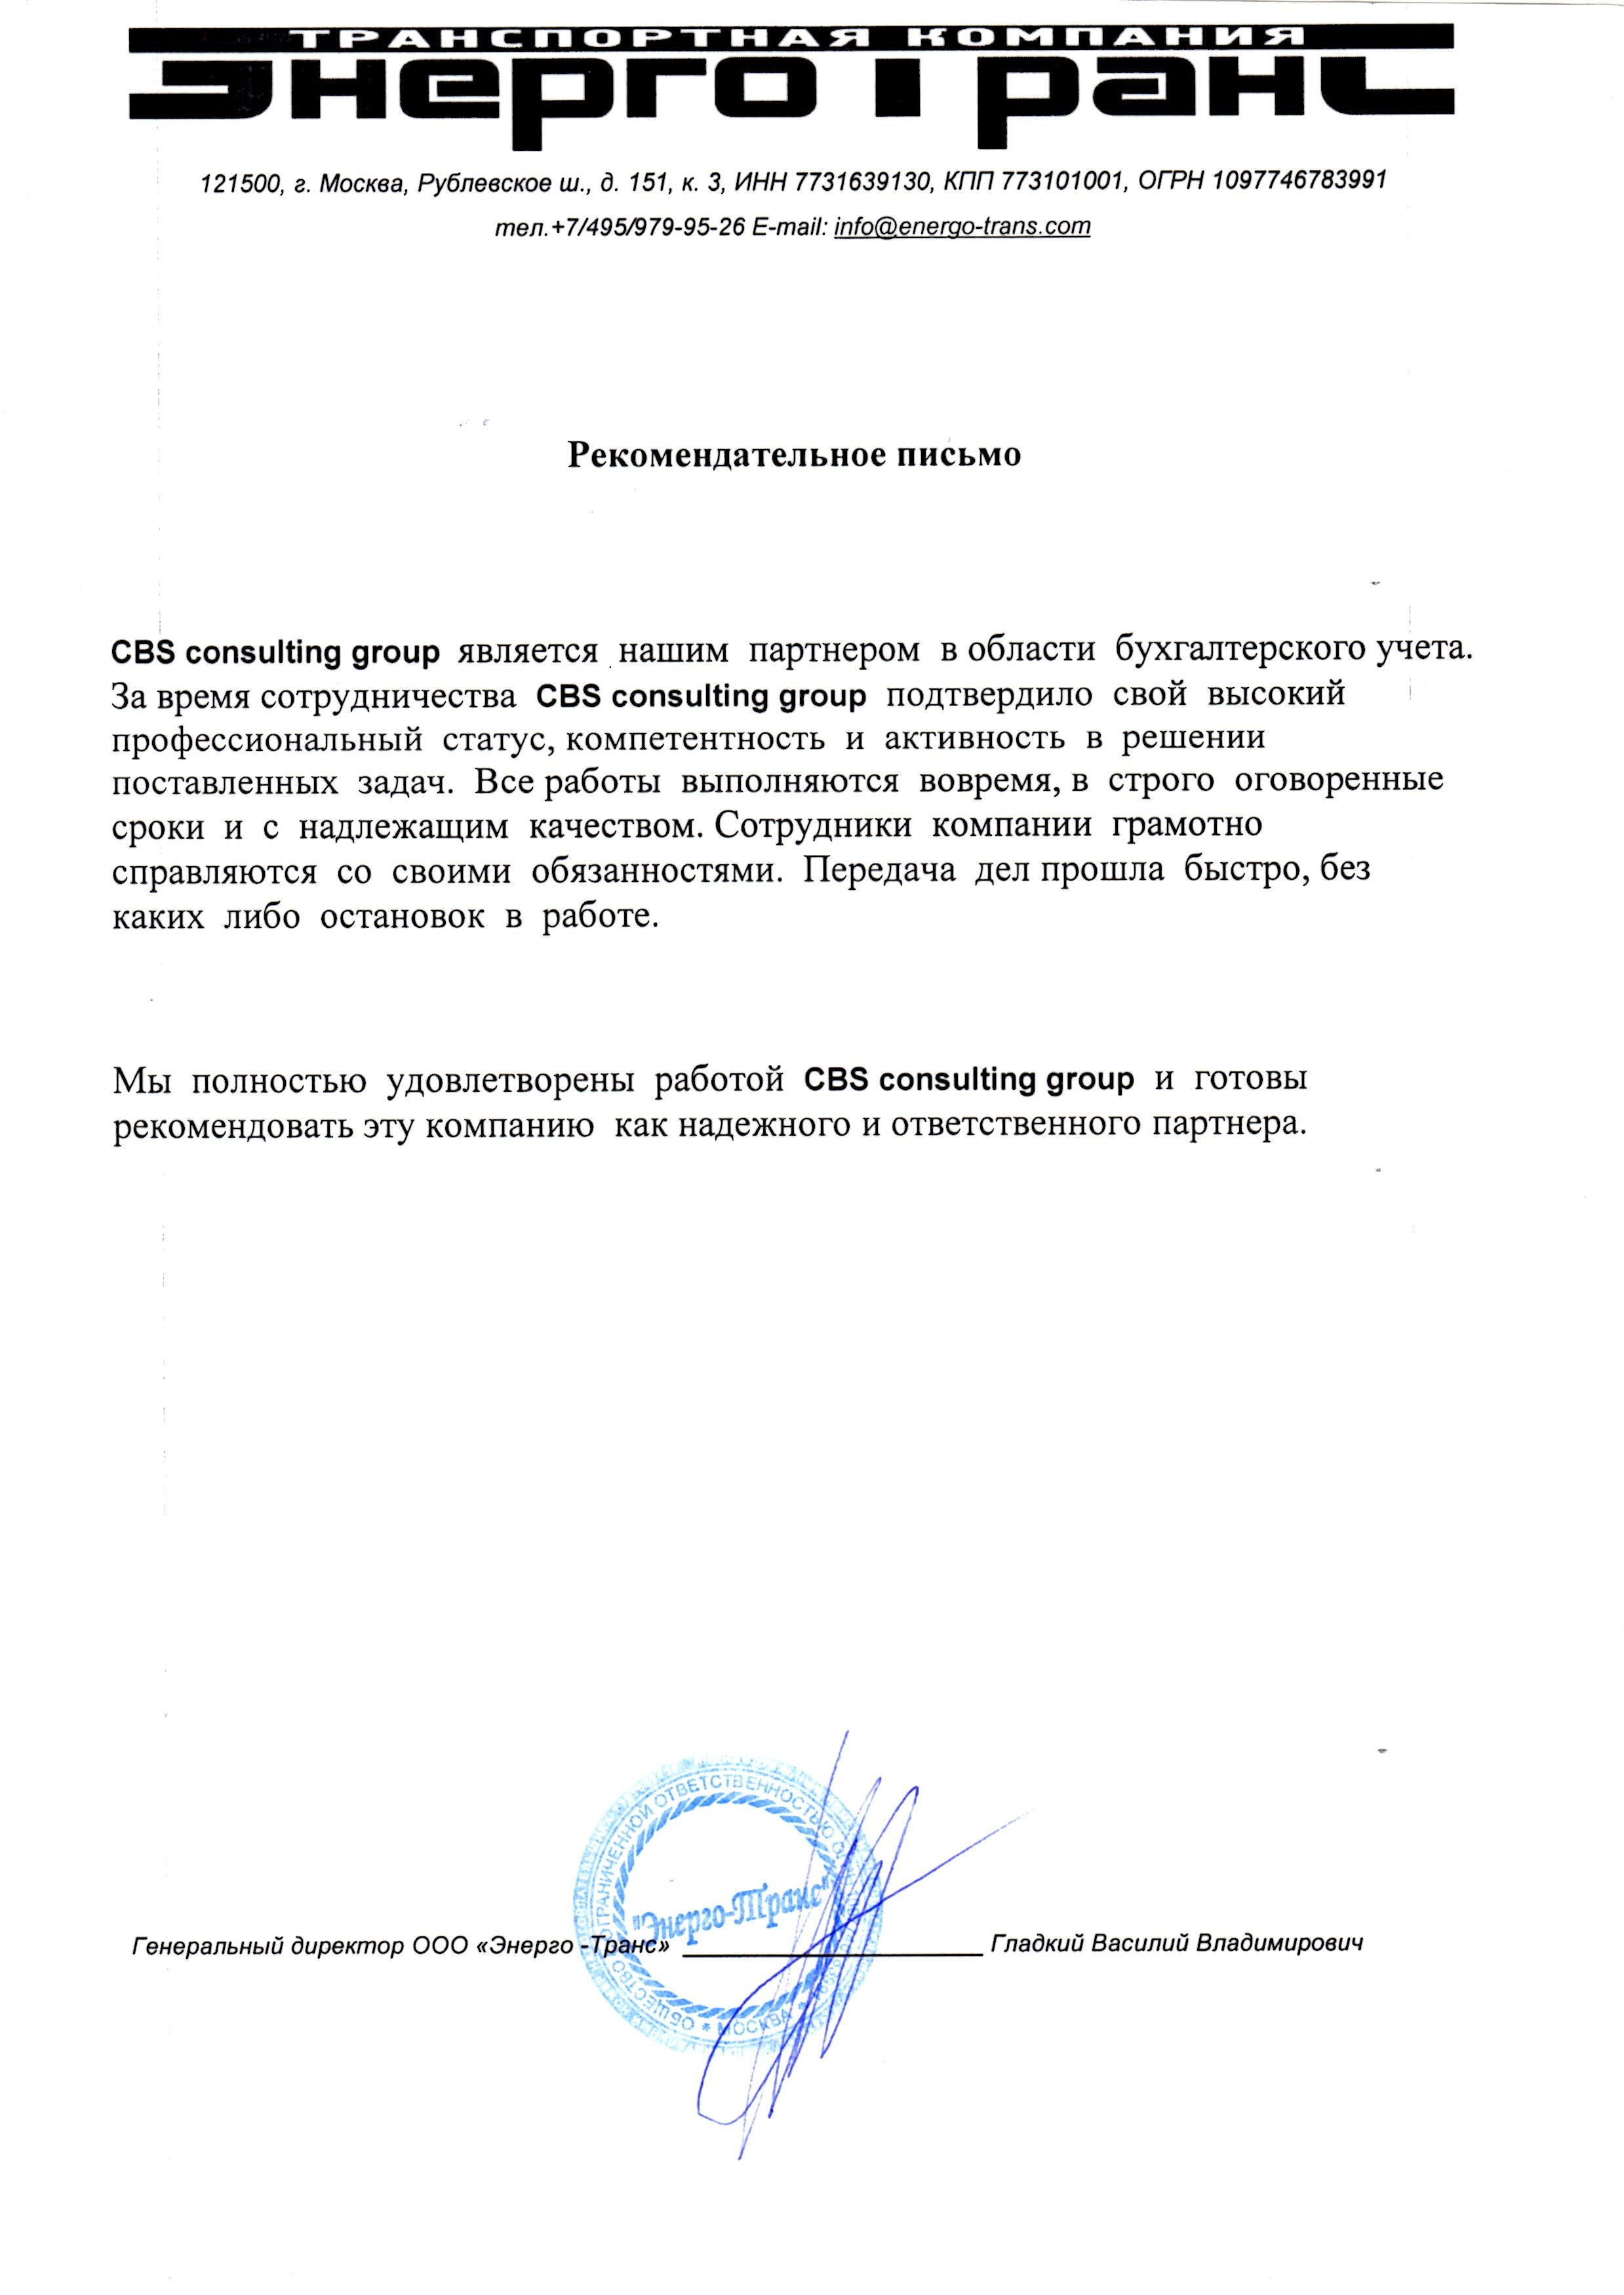 ТРАНСПОРТНАЯ КОМПАНИЯ
ЭнергоТранс
121500, г. Москва, Рублевское ш., д. 151, к. 3, ИНН 7731639130, КПП 773101001, ОГРН 1097746783991
тел.+7/495/979-95-26 E-mail: info@energo-trans.com
Рекомендательное письмо
CBS consulting group является нашим партнером в области бухгалтерского учета.
За время сотрудничества CBS consulting group подтвердило свой высокий
профессиональный статус, компетентность и активность в решении
поставленных задач. Все работы выполняются вовремя, в строго оговоренные
сроки и с надлежащим качеством. Сотрудники компании грамотно
справляются со своими обязанностями. Передача дел прошла быстро, без
каких либо остановок в работе.
Мы полностью удовлетворены работой CBS consulting group и готовы
рекомендовать эту компанию как надежного и ответственного партнера.
ОБЩЕСТВО ОГРАНИЧЕННОЙ ОТВЕТСТВЕННОСТЬЮ
"Энерго-Транс"
* МОСКВА *
Генеральный директор ООО «Энерго -Транс» Гладкий Василий Владимирович